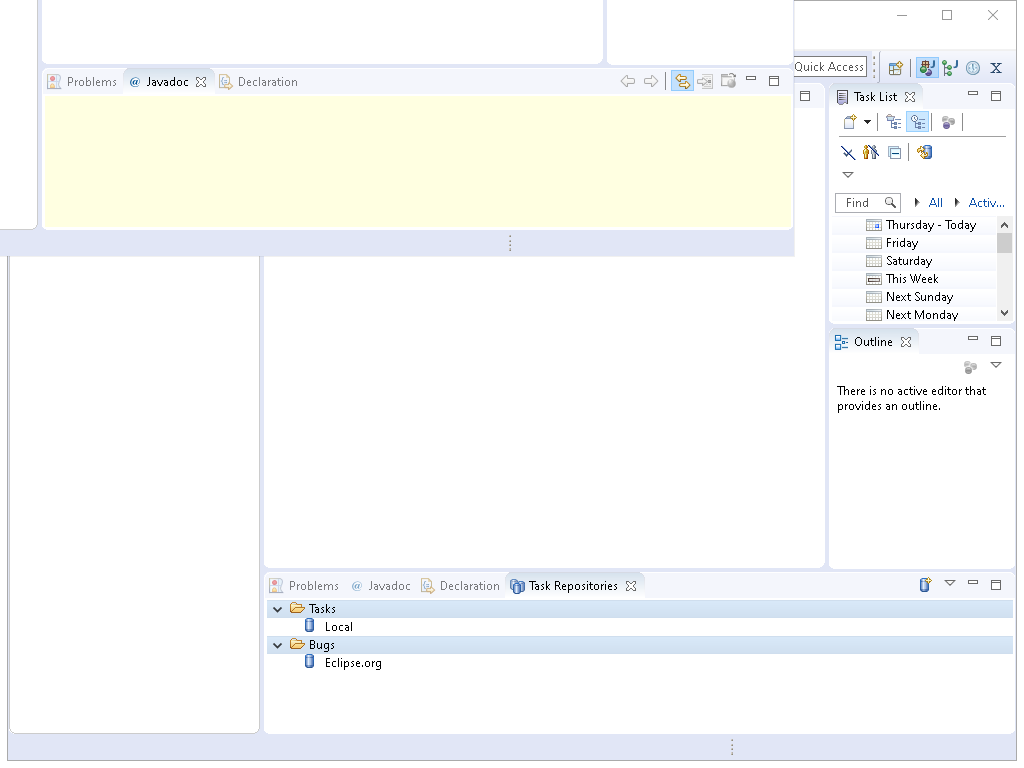 Problems @ Javadoc Declaration
Quick Access
Task List
Find All Activ...
Thursday - Today
Friday
Saturday
This Week
Next Sunday
Next Monday
Outline
There is no active editor that
provides an outline.
Problems @ Javadoc Declaration Task Repositories
Tasks
Local
Bugs
Eclipse.org